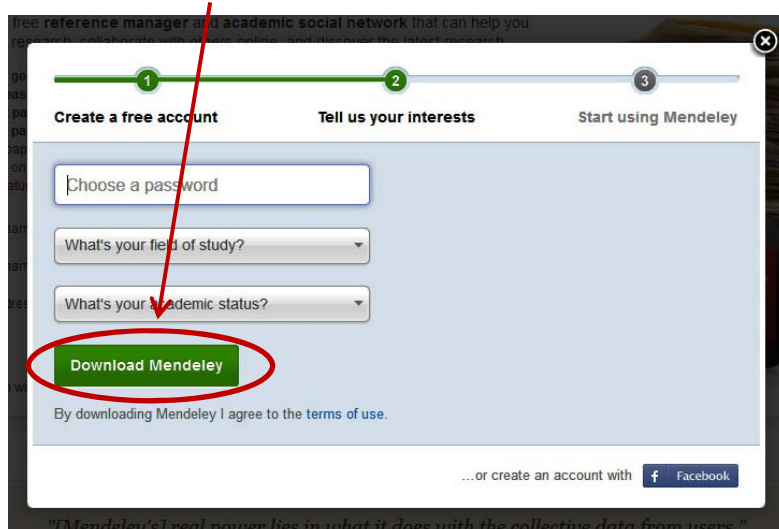 free reference manager and academic social network that can help you
research, collaborate with others online, and discover the latest research
1
2
3
Create a free account
Tell us your interests
Start using Mendeley
Choose a password
What's your field of study?
What's your academic status?
Download Mendeley
By downloading Mendeley I agree to the terms of use.
...or create an account with f Facebook
"[Mendeley's] real power lies in what it does with the collective data from users."